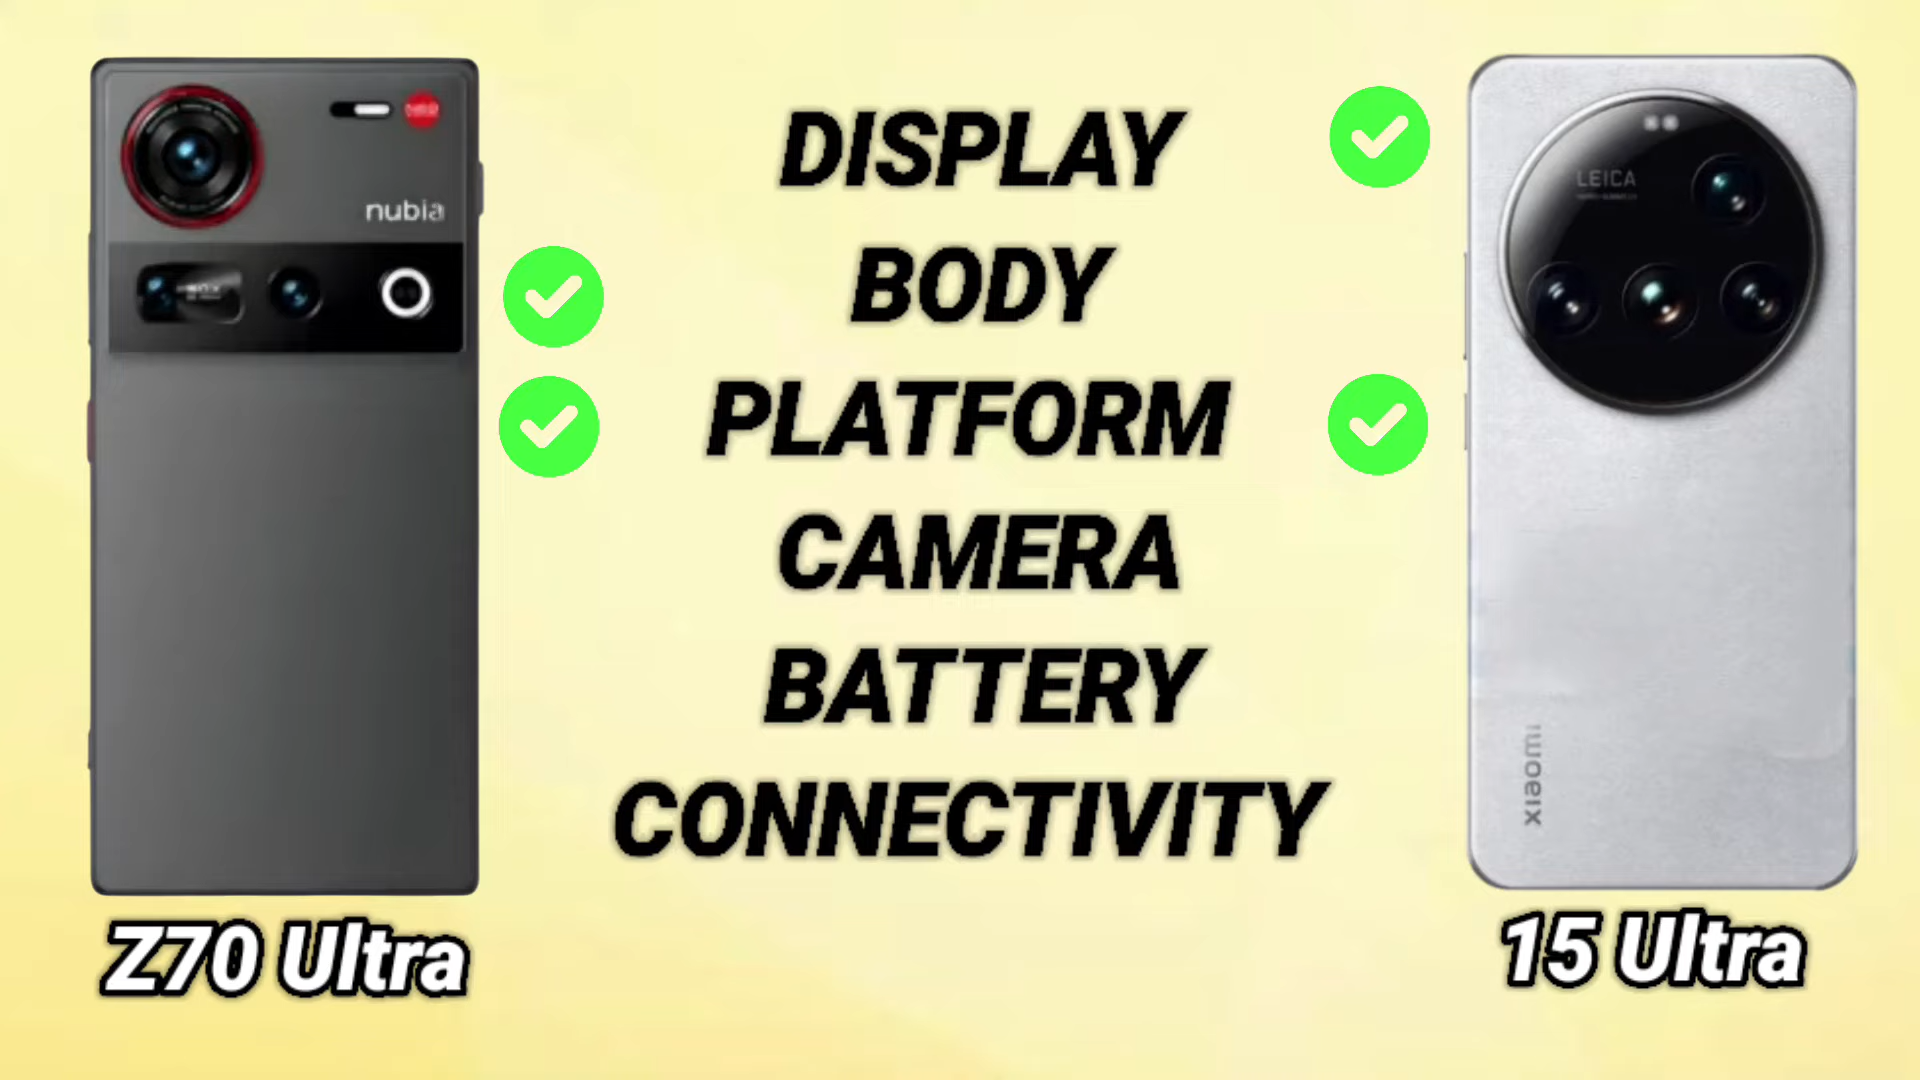 nubia
LEICA
DISPLAY
BODY
PLATFORM
CAMERA
BATTERY
CONNECTIVITY
xiaomi
Z70 Ultra
15 Ultra